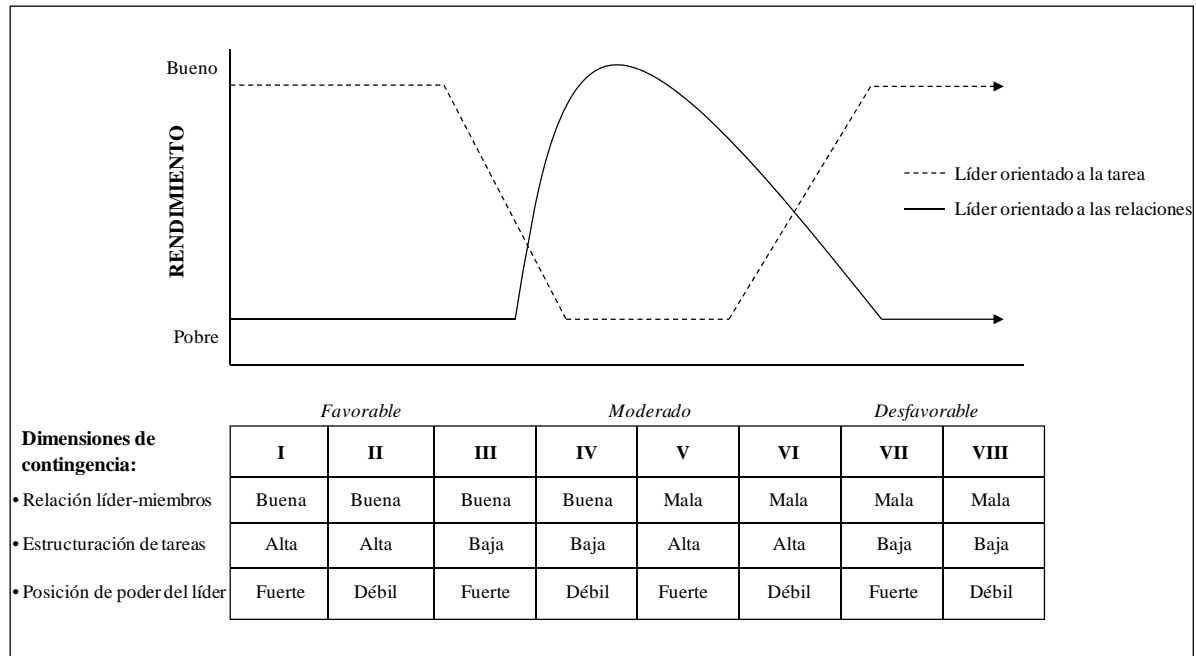 Bueno
RENDIMIENTO
Pobre
Líder orientado a la tarea
Líder orientado a las relaciones
Favorable Moderado Desfavorable
Dimensiones de
contingencia:
I II III IV V VI VII VIII
• Relación líder-miembros Buena Buena Buena Buena Mala Mala Mala Mala
• Estructuración de tareas Alta Alta Baja Baja Alta Alta Baja Baja
• Posición de poder del líder Fuerte Débil Fuerte Débil Fuerte Débil Fuerte Débil